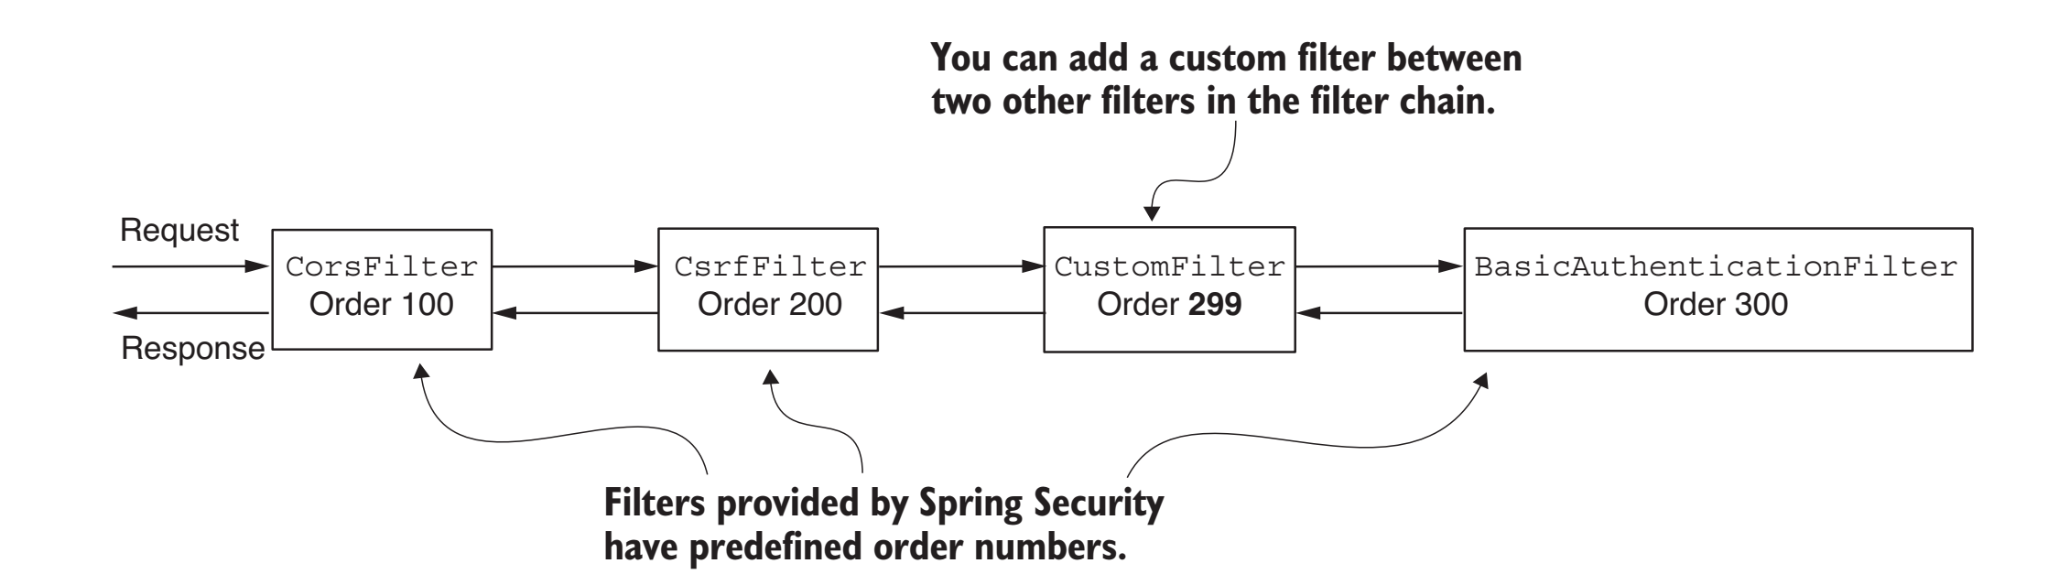 You can add a custom filter between
two other filters in the filter chain.
Request
CorsFilter
Order 100
CsrfFilter
Order 200
CustomFilter
Order 299
BasicAuthenticationFilter
Order 300
Response
Filters provided by Spring Security
have predefined order numbers.